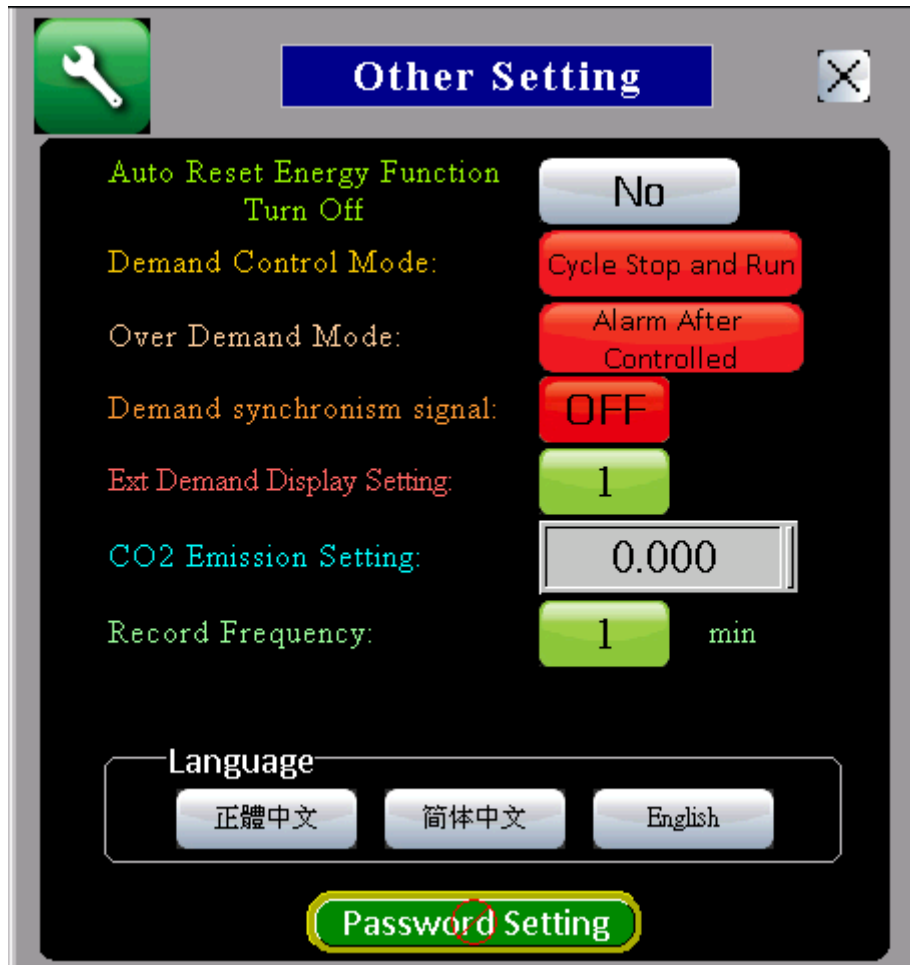 Other Setting
Auto Reset Energy Function
Turn Off
No
Demand Control Mode:
Cycle Stop and Run
Over Demand Mode:
Alarm After
Controlled
Demand synchronism signal:
OFF
Ext Demand Display Setting:
1
CO2 Emission Setting:
0.000
Record Frequency:
1 min
Language
正體中文 简体中文 English
Password Setting